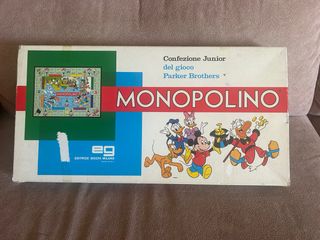 Confezione Junior
del gioco
Parker Brothers
MONOPOLINO
eg
EDITRICE GIOCHI MILANO